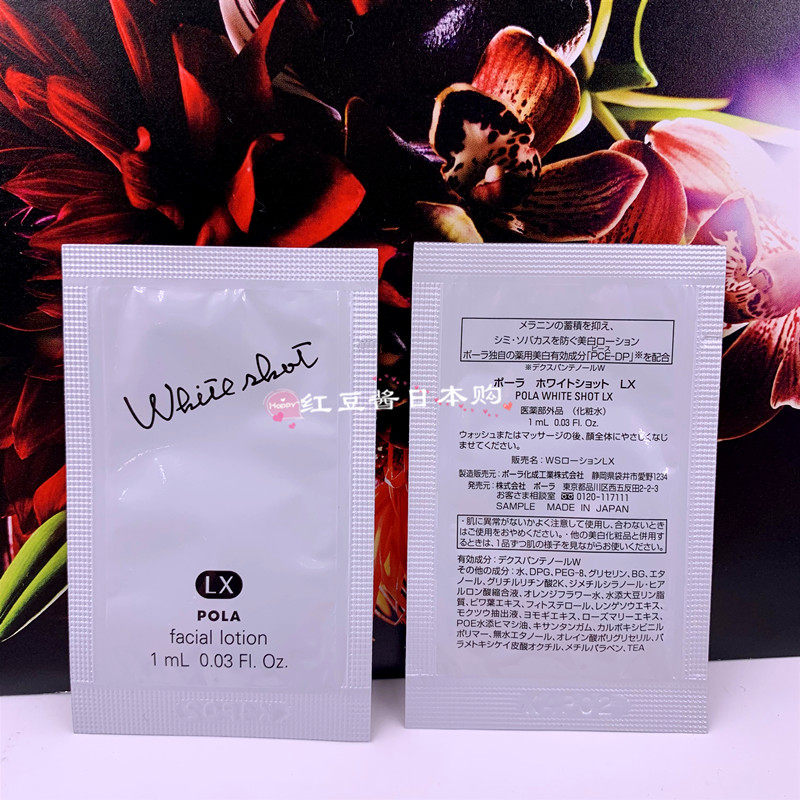 White shot
LX
POLA
facial lotion
1 mL 0.03 Fl. Oz.
Happy
红豆酱日本购
メラニンの蓄積を抑え、
シミ・ソバカスを防ぐ美白ローション
ピース
ポーラ独自の薬用美白有効成分「PCE-DP」※を配合
※デクスパンテノールW
ポーラ ホワイトショット LX
POLA WHITE SHOT LX
医薬部外品 〈化粧水〉
1 mL 0.03 Fl. Oz.
ウォッシュまたはマッサージの後、顔全体にやさしくなじ
ませてください。
販売名：WSローションLX
製造販売元：ポーラ化成工業株式会社 静岡県袋井市愛野1234
発売元：株式会社 ポーラ 東京都品川区西五反田2-2-3
お客さま相談室 0120-117111
SAMPLE MADE IN JAPAN
・肌に異常がないかよく注意して使用し、合わないとき
はご使用をおやめください。・他の美白化粧品と併用す
るときは、1品ずつ肌の様子を見ながらお使いください。
有効成分：デクスパンテノールW
その他の成分：水、DPG、PEG-8、グリセリン、BG、エタ
ノール、グリチルリチン酸2K、ジメチルシラノール・ヒア
ルロン酸縮合液、オレンジフラワー水、水添大豆リン脂
質、ビワ葉エキス、フィトステロール、レンゲソウエキス、
モクツウ抽出液、ヨモギエキス、ローズマリーエキス、
POE水添ヒマシ油、キサンタンガム、カルボキシビニル
ポリマー、無水エタノール、オレイン酸ポリグリセリル、パ
ラメトキシケイ皮酸オクチル、メチルパラベン、TEA